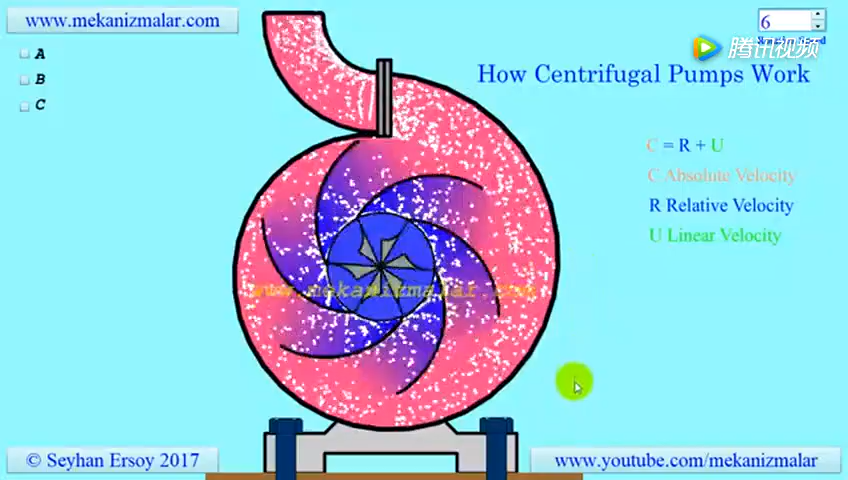 www.mekanizmalar.com
6
腾讯视频
A
B
C
How Centrifugal Pumps Work
C = R + U
C Absolute Velocity
R Relative Velocity
U Linear Velocity
www.mekanizmalar.com
© Seyhan Ersoy 2017
www.youtube.com/mekanizmalar